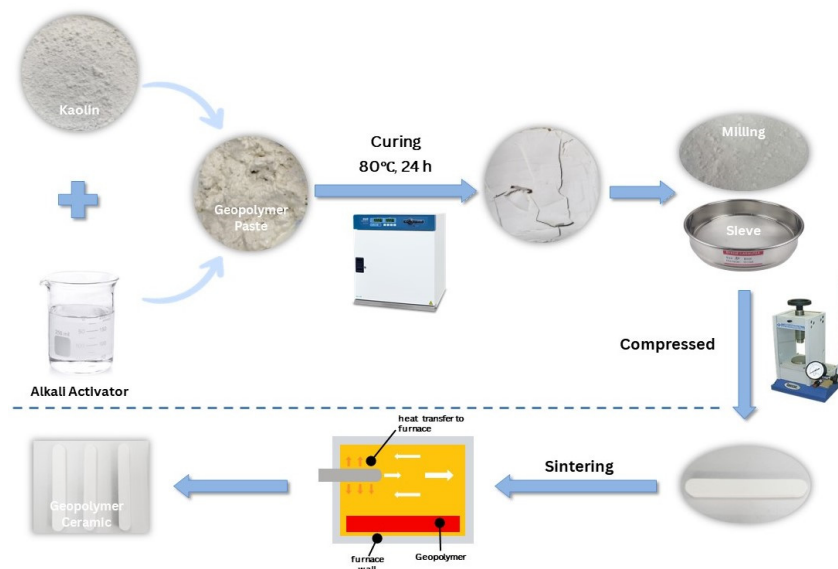 Kaolin
Geopolymer
Paste
Alkali Activator
Curing
80°C, 24 h
Milling
Sieve
Compressed
Sintering
heat transfer to
furnace
furnace
wall
Geopolymer
Geopolymer
Ceramic